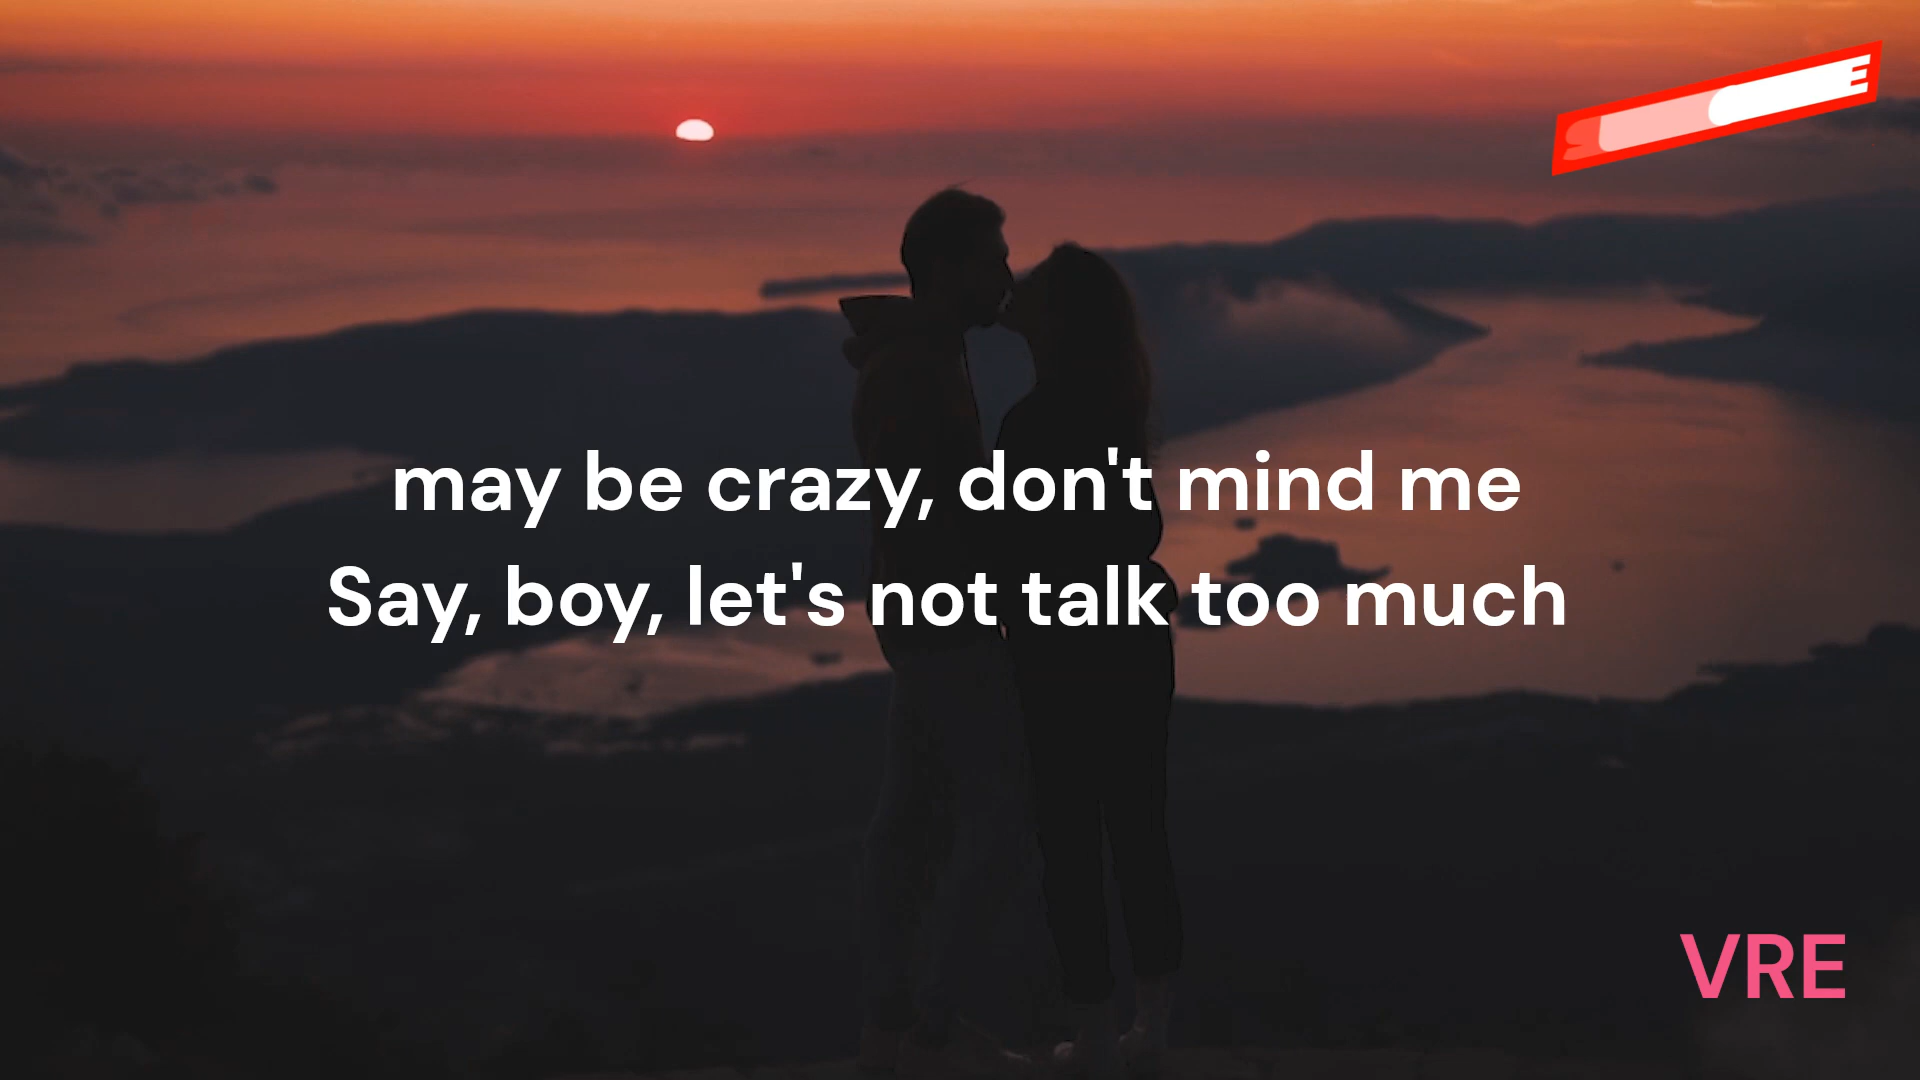 may be crazy, don't mind me
Say, boy, let's not talk too much
VRE